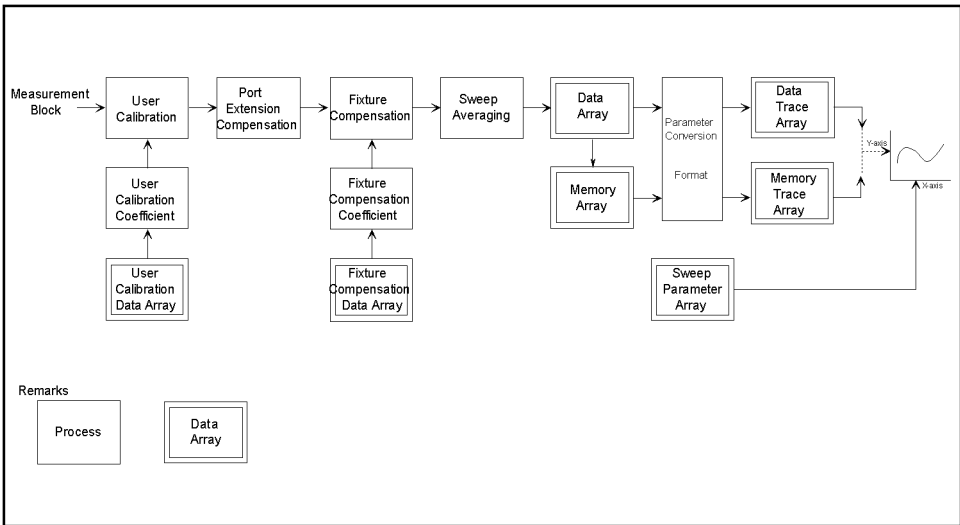 Measurement
Block
User
Calibration
Port
Extension
Compensation
Fixture
Compensation
Sweep
Averaging
Data
Array
Parameter
Conversion
Format
Data
Trace
Array
Y-axis
X-axis
User
Calibration
Coefficient
Fixture
Compensation
Coefficient
Memory
Array
Memory
Trace
Array
User
Calibration
Data Array
Fixture
Compensation
Data Array
Sweep
Parameter
Array
Remarks
Process
Data
Array